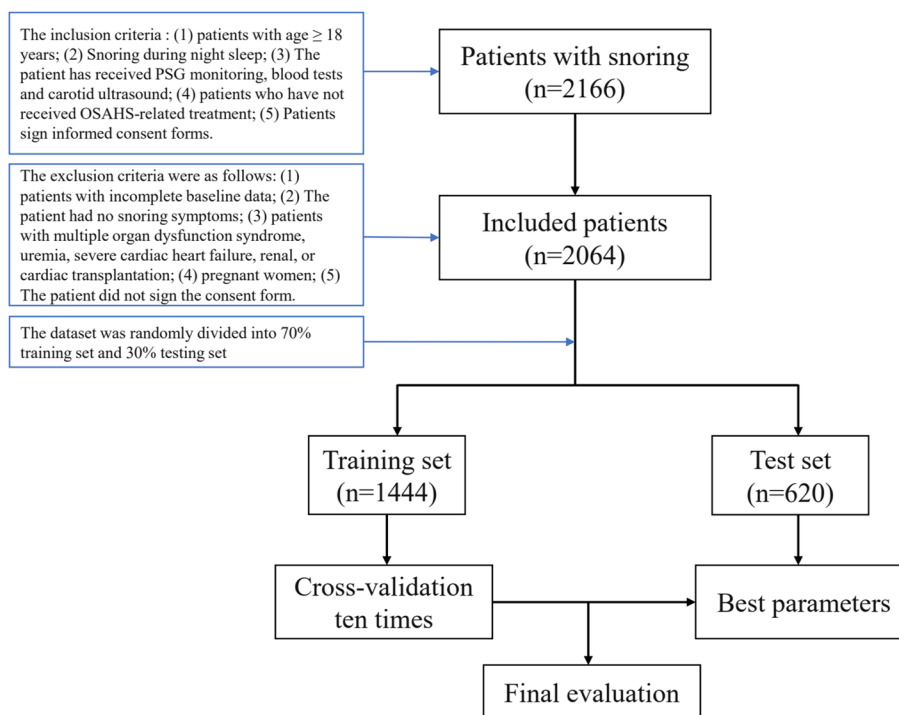 The inclusion criteria : (1) patients with age ≥ 18
years; (2) Snoring during night sleep; (3) The
patient has received PSG monitoring, blood tests
and carotid ultrasound; (4) patients who have not
received OSAHS-related treatment; (5) Patients
sign informed consent forms.
Patients with snoring
(n=2166)
The exclusion criteria were as follows: (1)
patients with incomplete baseline data; (2) The
patient had no snoring symptoms; (3) patients
with multiple organ dysfunction syndrome,
uremia, severe cardiac heart failure, renal, or
cardiac transplantation; (4) pregnant women; (5)
The patient did not sign the consent form.
Included patients
(n=2064)
The dataset was randomly divided into 70%
training set and 30% testing set
Training set
(n=1444)
Test set
(n=620)
Cross-validation
ten times
Best parameters
Final evaluation